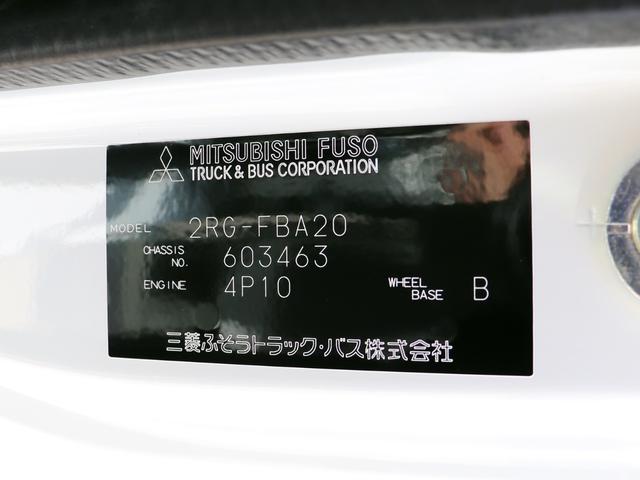 MITSUBISHI FUSO
TRUCK & BUS CORPORATION
MODEL 2RG-FBA20
CHASSIS NO. 603463
ENGINE 4P10 WHEEL BASE B
三菱ふそうトラック・バス株式会社